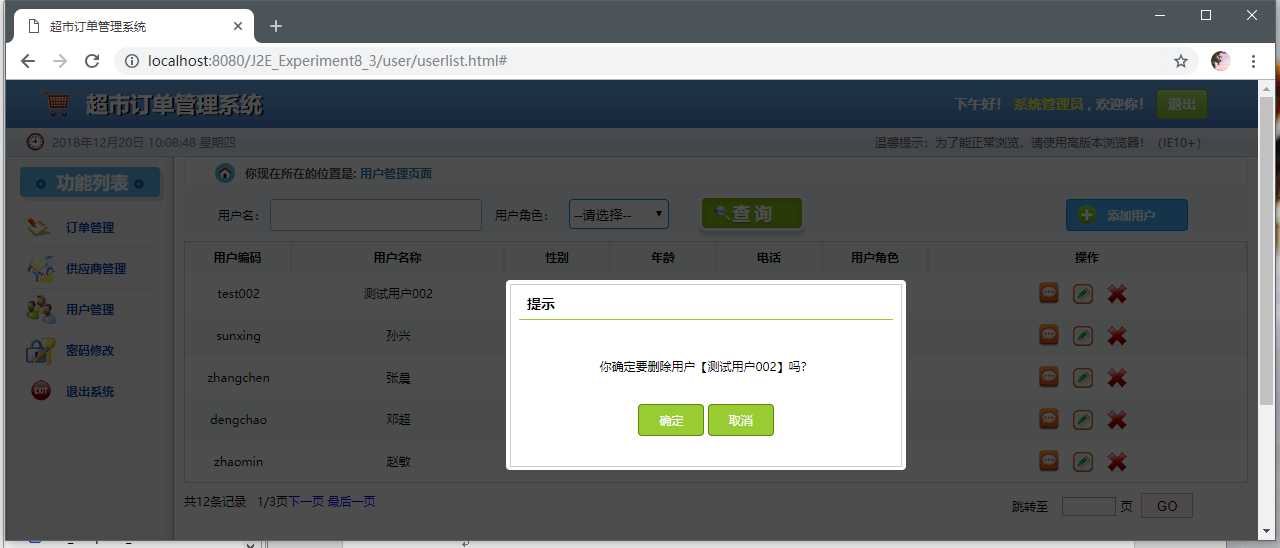 超市订单管理系统
localhost:8080/J2E_Experiment8_3/user/userlist.html#
超市订单管理系统
下午好! 系统管理员 , 欢迎你! 退出
2018年12月20日 10:08:48 星期四
温馨提示: 为了能正常浏览, 请使用高版本浏览器! (IE10+)
功能列表
订单管理
供应商管理
用户管理
密码修改
EXIT 退出系统
你现在所在的位置是: 用户管理页面
用户名: 用户角色: --请选择-- 查 询 添加用户
用户编码 用户名称 性别 年龄 电话 用户角色 操作
test002 测试用户002
sunxing 孙兴
zhangchen 张晨
dengchao 邓超
zhaomin 赵敏
提示
你确定要删除用户【测试用户002】吗?
确定 取消
共12条记录 1/3页 下一页 最后一页
跳转至 页 GO